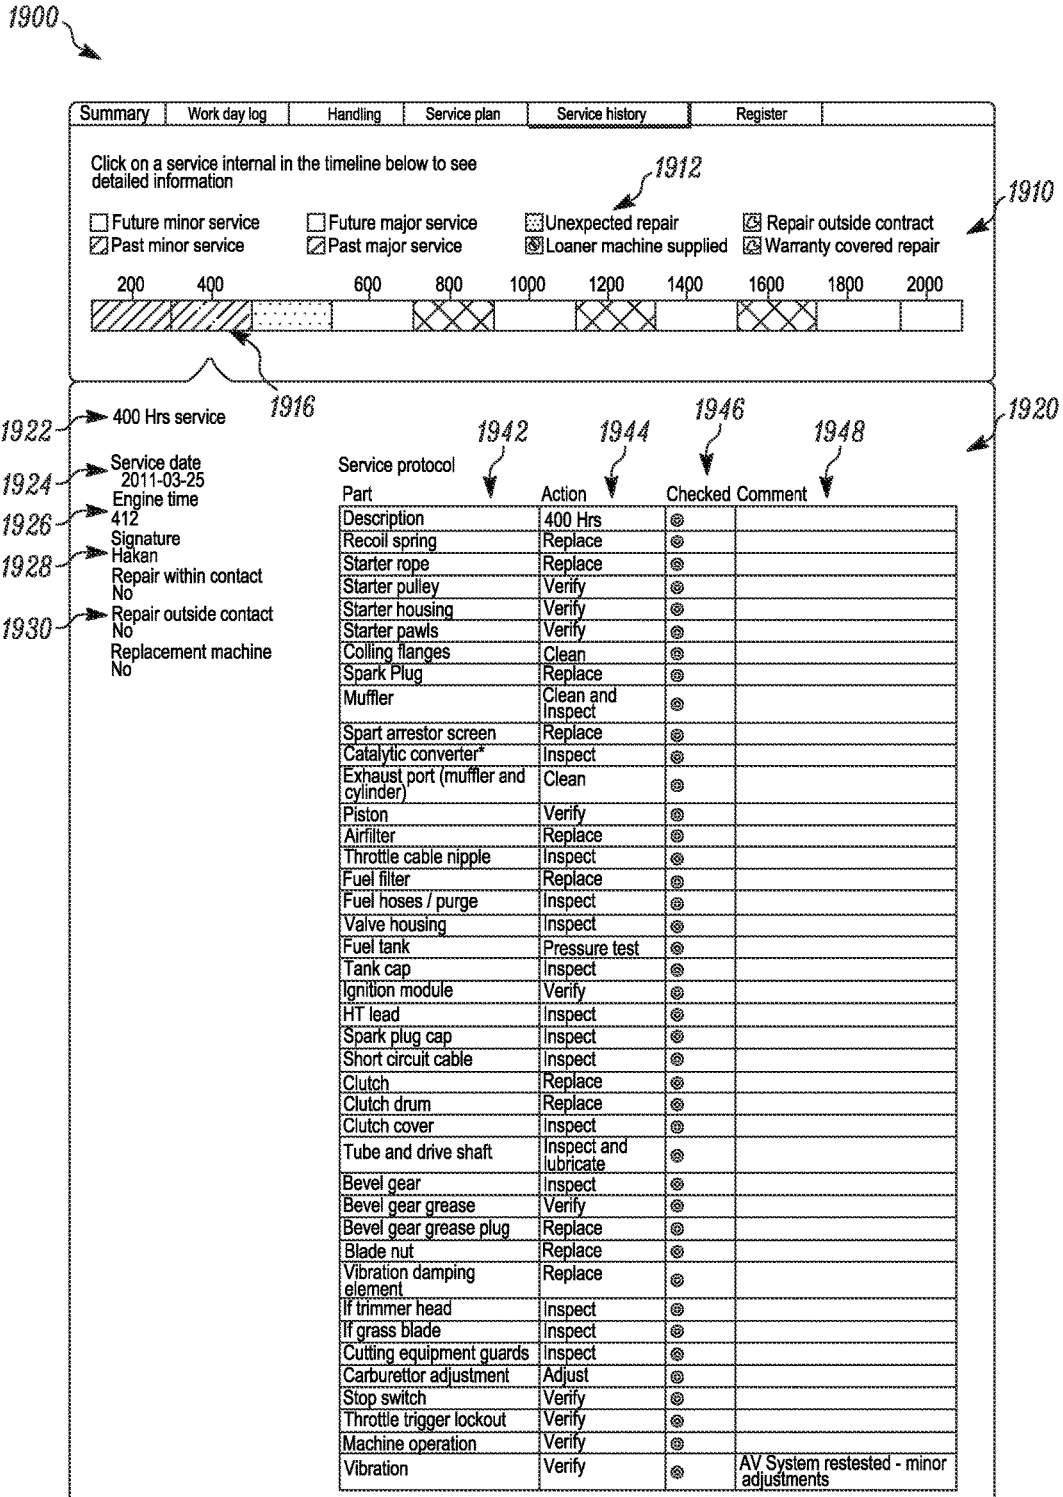 1900
Summary Work day log Handling Service plan Service history Register
Click on a service internal in the timeline below to see
detailed information
1912
1910
Future minor service Future major service Unexpected repair Repair outside contract
Past minor service Past major service Loaner machine supplied Warranty covered repair
200 400 600 800 1000 1200 1400 1600 1800 2000
1916
1920
1922 400 Hrs service
1942 1944 1946 1948
1924 Service date
2011-03-25
1926 Engine time
412
1928 Signature
Hakan
Repair within contact
No
1930 Repair outside contact
No
Replacement machine
No
Service protocol
Part Action Checked Comment
Description 400 Hrs
Recoil spring Replace
Starter rope Replace
Starter pulley Verify
Starter housing Verify
Starter pawls Verify
Colling flanges Clean
Spark Plug Replace
Muffler Clean and
Inspect
Spart arrestor screen Replace
Catalytic converter* Inspect
Exhaust port (muffler and Clean
cylinder)
Piston Verify
Airfilter Replace
Throttle cable nipple Inspect
Fuel filter Replace
Fuel hoses / purge Inspect
Valve housing Inspect
Fuel tank Pressure test
Tank cap Inspect
Ignition module Verify
HT lead Inspect
Spark plug cap Inspect
Short circuit cable Inspect
Clutch Replace
Clutch drum Replace
Clutch cover Inspect
Tube and drive shaft Inspect and
lubricate
Bevel gear Inspect
Bevel gear grease Verify
Bevel gear grease plug Replace
Blade nut Replace
Vibration damping Replace
element
If trimmer head Inspect
If grass blade Inspect
Cutting equipment guards Inspect
Carburettor adjustment Adjust
Stop switch Verify
Throttle trigger lockout Verify
Machine operation Verify
Vibration Verify AV System restested - minor
adjustments